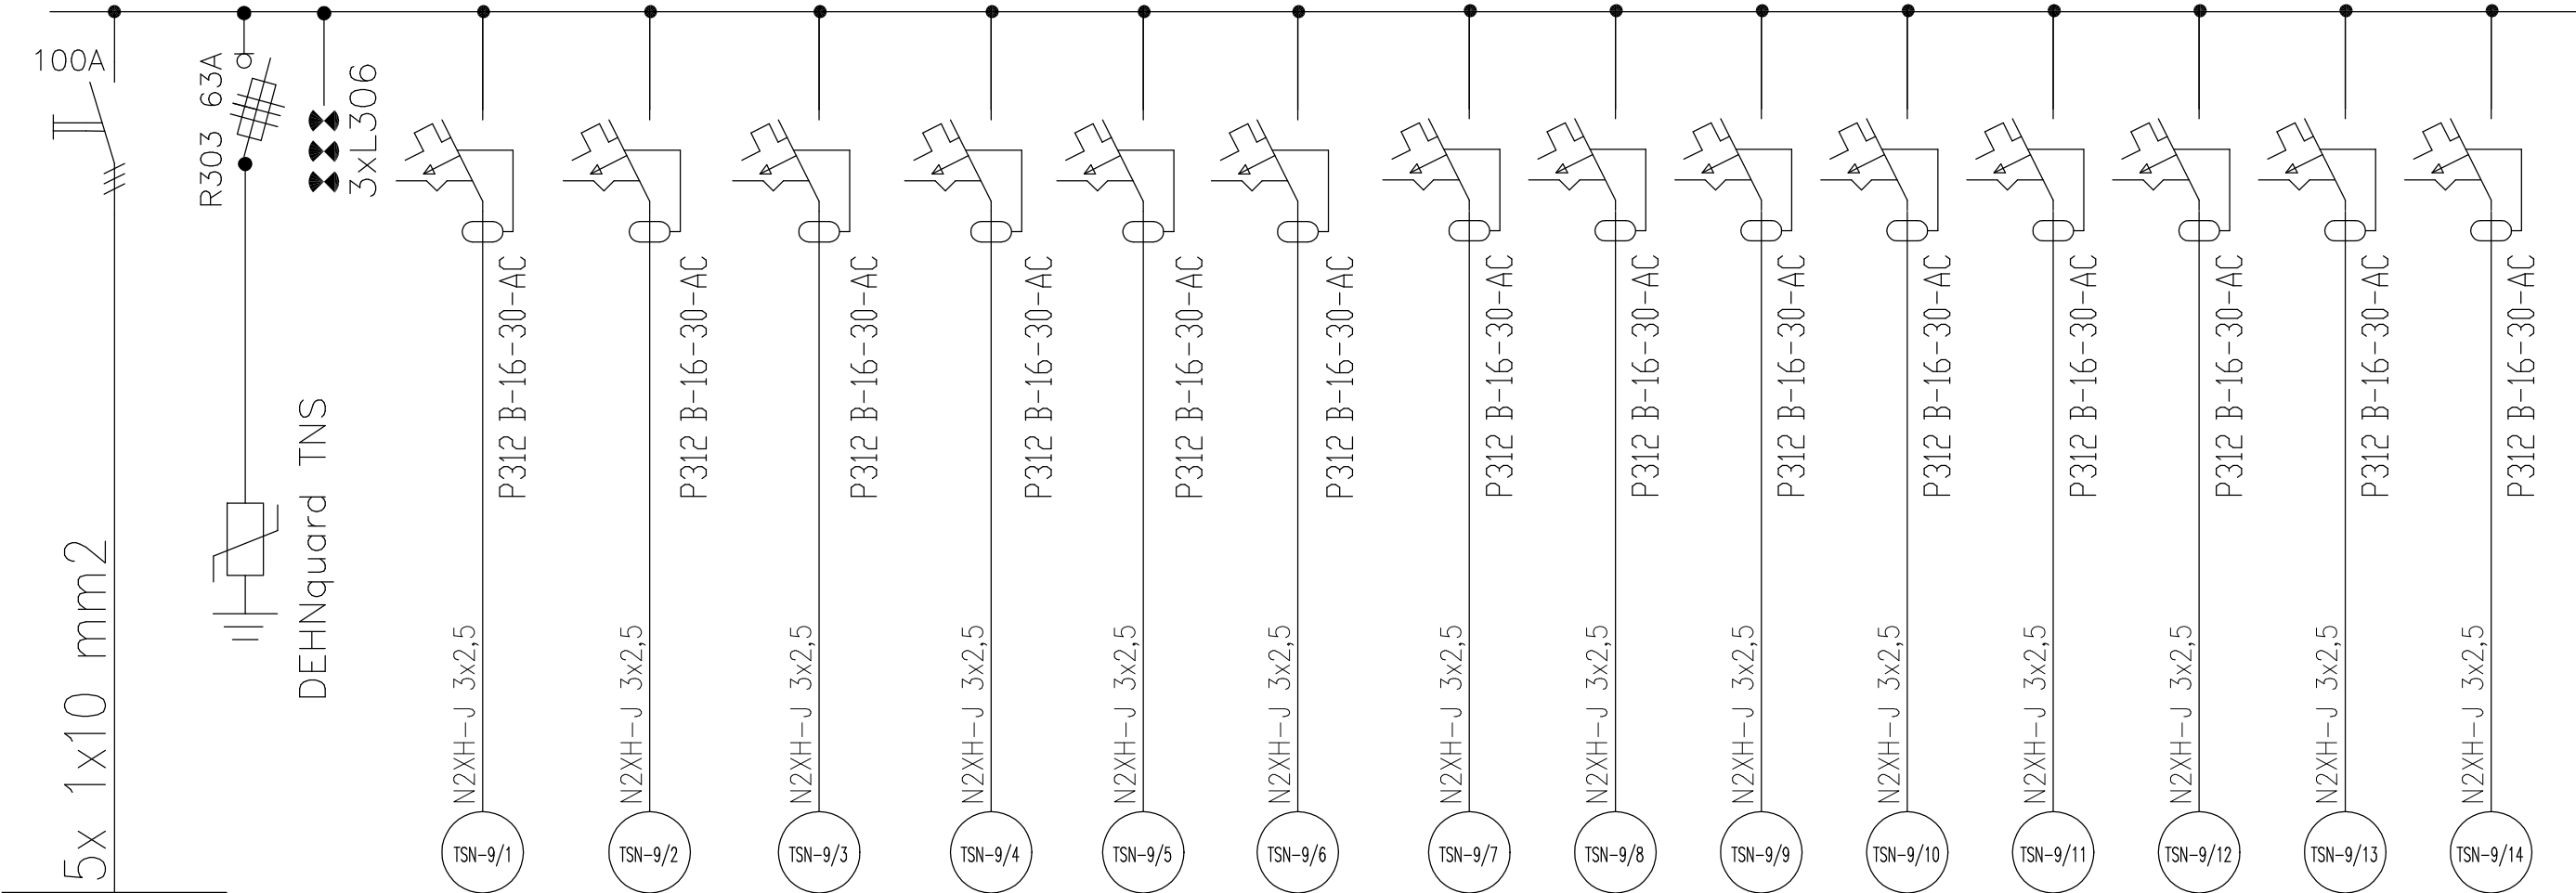 100A
5x 1x10 mm2
R303 63A
3xL306
DEHNquard TNS
P312 B-16-30-AC
N2XH-J 3x2,5
TSN-9/1
P312 B-16-30-AC
N2XH-J 3x2,5
TSN-9/2
P312 B-16-30-AC
N2XH-J 3x2,5
TSN-9/3
P312 B-16-30-AC
N2XH-J 3x2,5
TSN-9/4
P312 B-16-30-AC
N2XH-J 3x2,5
TSN-9/5
P312 B-16-30-AC
N2XH-J 3x2,5
TSN-9/6
P312 B-16-30-AC
N2XH-J 3x2,5
TSN-9/7
P312 B-16-30-AC
N2XH-J 3x2,5
TSN-9/8
P312 B-16-30-AC
N2XH-J 3x2,5
TSN-9/9
P312 B-16-30-AC
N2XH-J 3x2,5
TSN-9/10
P312 B-16-30-AC
N2XH-J 3x2,5
TSN-9/11
P312 B-16-30-AC
N2XH-J 3x2,5
TSN-9/12
P312 B-16-30-AC
N2XH-J 3x2,5
TSN-9/13
P312 B-16-30-AC
N2XH-J 3x2,5
TSN-9/14